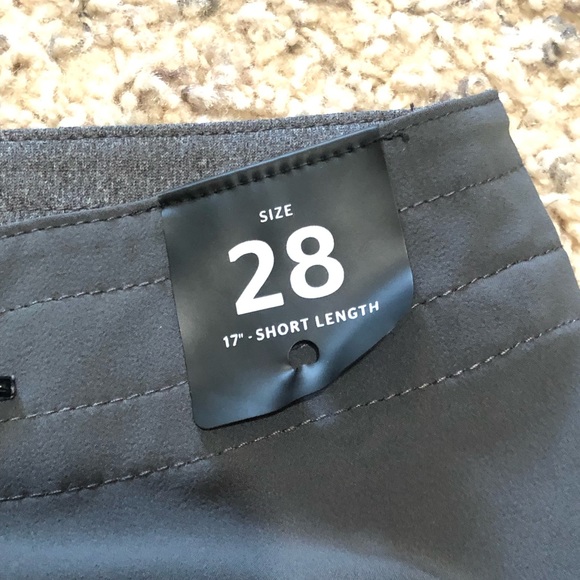 SIZE
28
17" - SHORT LENGTH